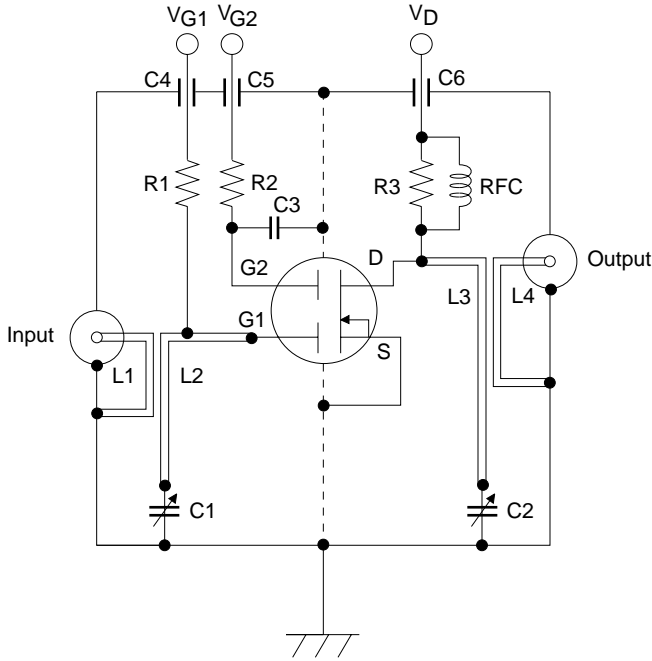 VG1 VG2 VD
C4 C5 C6
R1 R2 R3 RFC
C3
G2 D Output
L3 L4
Input G1
L1 L2 S
C1 C2